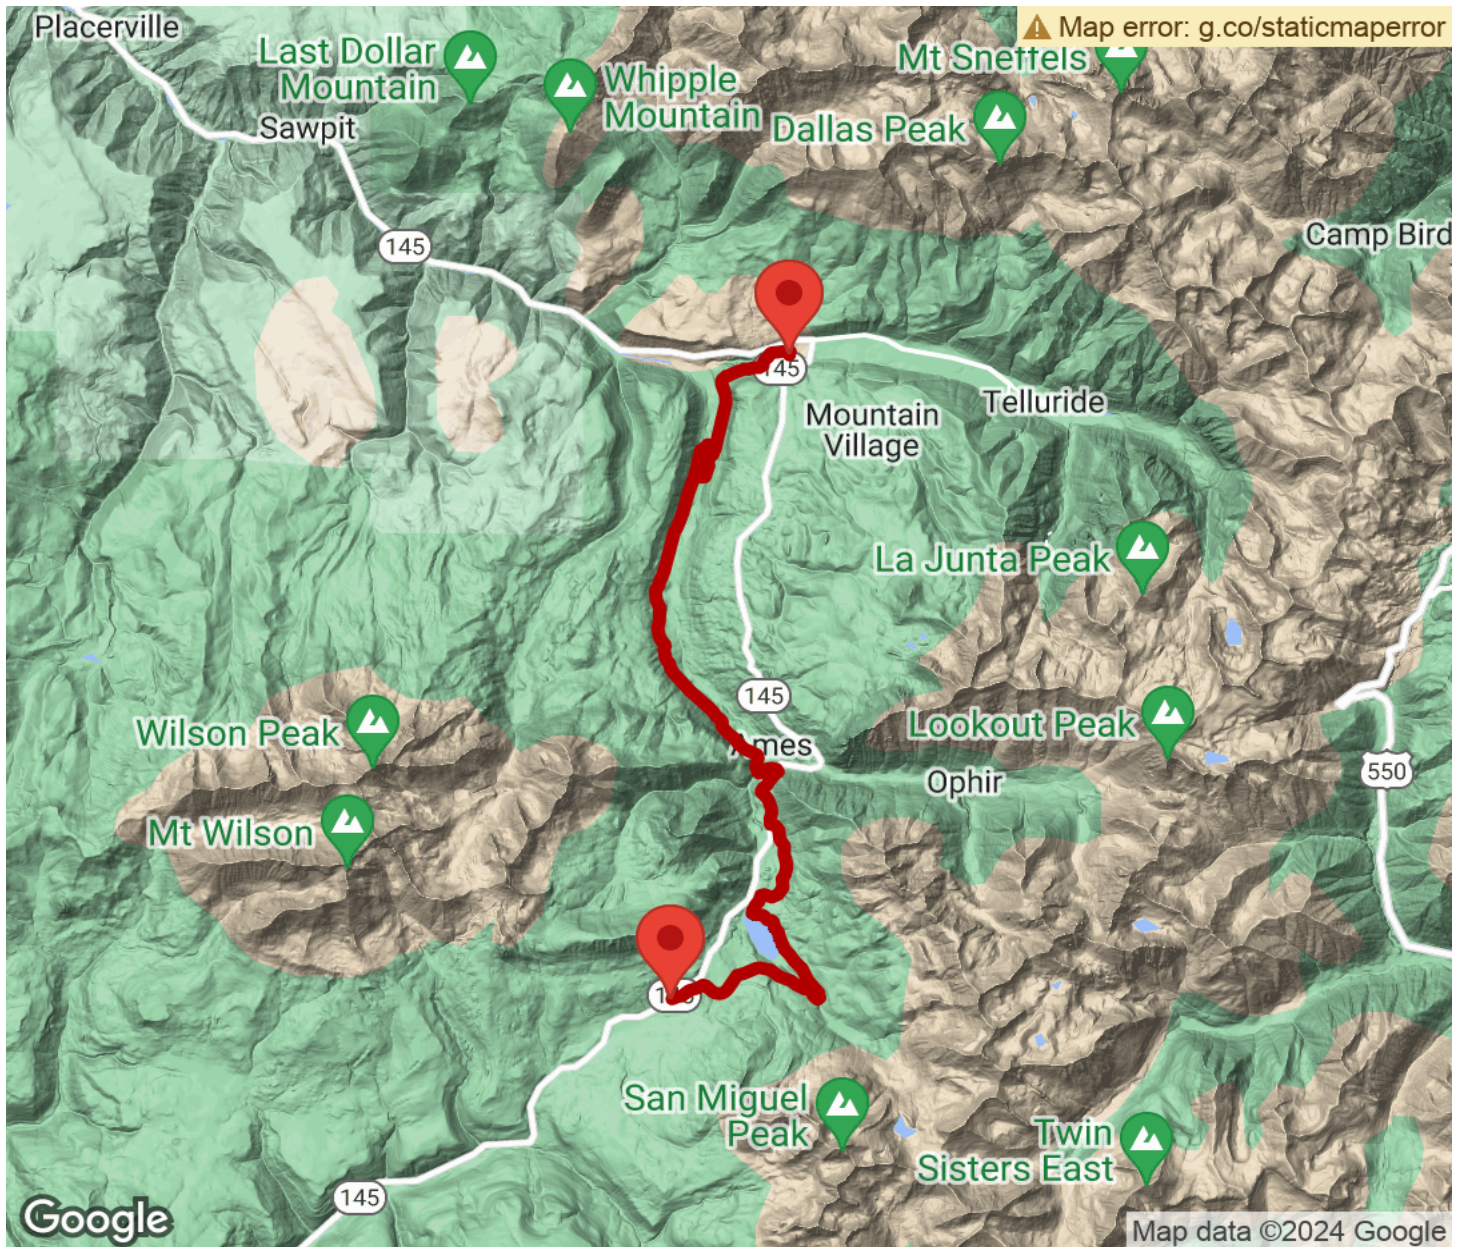 Placerville
Map error: g.co/staticmaperror
Last Dollar
Mountain
Whipple
Mountain
Mt Sneffels
Dallas Peak
Sawpit
Camp Bird
145
145
Mountain
Village
Telluride
La Junta Peak
145
Wilson Peak
Lookout Peak
Ames
Ophir
550
Mt Wilson
San Miguel
Peak
Twin
Sisters East
145
Google
Map data ©2024 Google